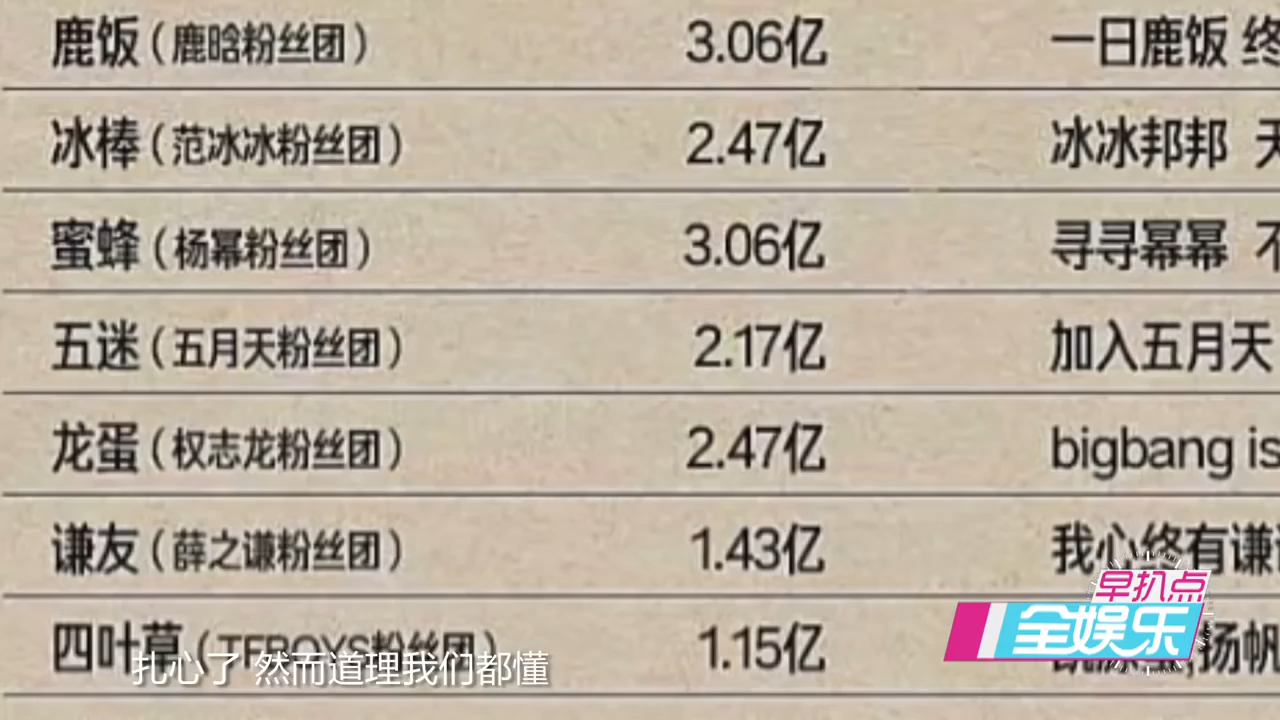 鹿饭（鹿晗粉丝团） 3.06亿 一日鹿饭 终
冰棒（范冰冰粉丝团） 2.47亿 冰冰邦邦 天
蜜蜂（杨幂粉丝团） 3.06亿 寻寻幂幂 不
五迷（五月天粉丝团） 2.17亿 加入五月天
龙蛋（权志龙粉丝团） 2.47亿 bigbang is
谦友（薛之谦粉丝团） 1.43亿 我心终有谦
早扒点
全娱乐
四叶草（TFBOYS粉丝团） 1.15亿 扬帆
扎心了 然而道理我们都懂